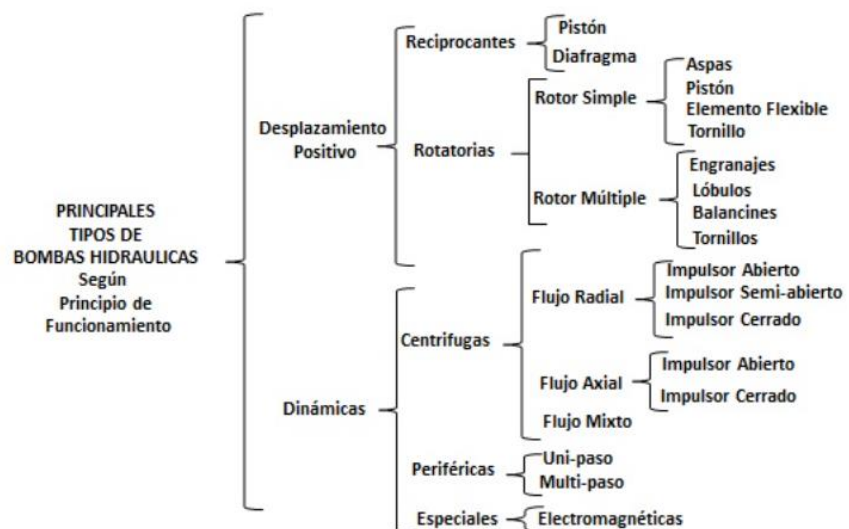 PRINCIPALES
TIPOS DE
BOMBAS HIDRAULICAS
Según
Principio de
Funcionamiento
Desplazamiento
Positivo
Reciprocantes
Pistón
Diafragma
Rotatorias
Rotor Simple
Aspas
Pistón
Elemento Flexible
Tornillo
Rotor Múltiple
Engranajes
Lóbulos
Balancines
Tornillos
Dinámicas
Centrifugas
Flujo Radial
Impulsor Abierto
Impulsor Semi-abierto
Impulsor Cerrado
Flujo Axial
Impulsor Abierto
Impulsor Cerrado
Flujo Mixto
Periféricas
Uni-paso
Multi-paso
Especiales
Electromagnéticas